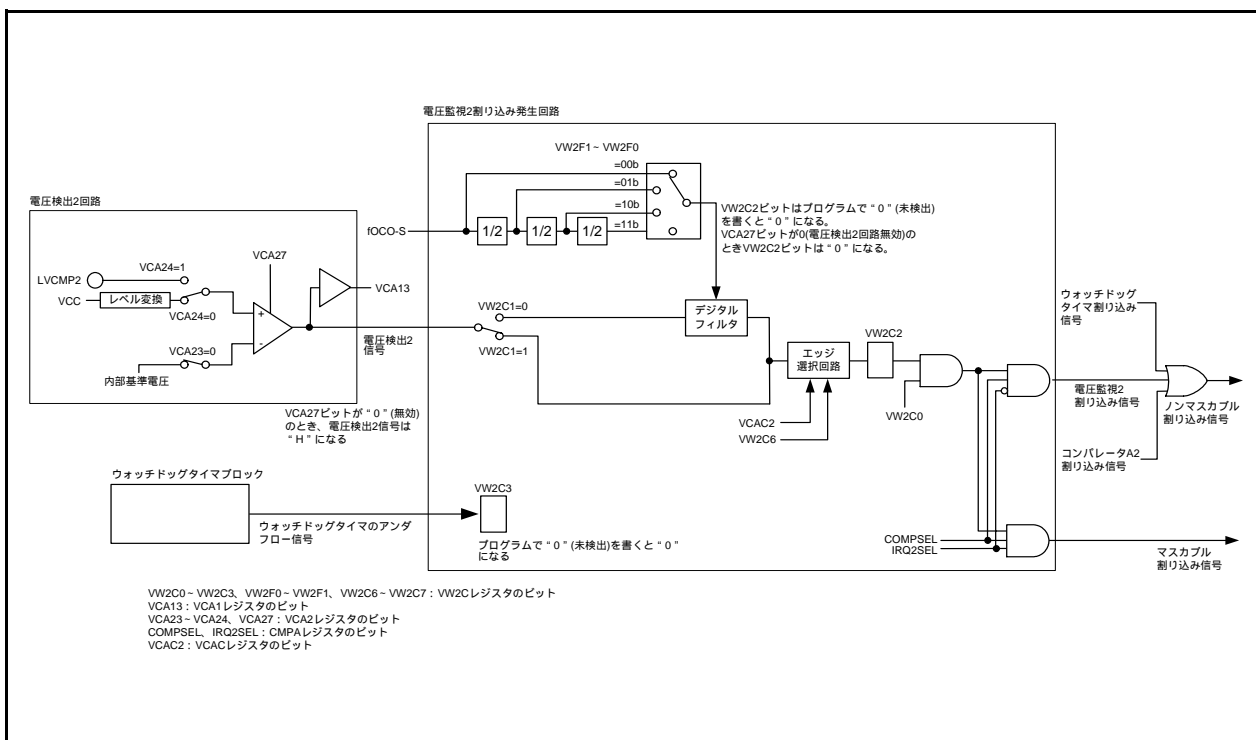 電圧監視2割り込み発生回路
VW2F1~VW2F0
=00b
=01b
=10b
=11b
fOCO-S
1/2
1/2
1/2
VW2C2ビットはプログラムで“0”(未検出)
を書くと“0”になる。
VCA27ビットが0(電圧検出2回路無効)の
ときVW2C2ビットは“0”になる。
電圧検出2回路
VCA27
VCA24=1
LVCMP2
VCC
レベル変換
VCA24=0
+
-
VCA23=0
内部基準電圧
VCA13
電圧検出2
信号
VCA27ビットが“0”(無効)
のとき、電圧検出2信号は
“H”になる
VW2C1=0
VW2C1=1
デジタル
フィルタ
エッジ
選択回路
VCAC2
VW2C6
VW2C2
VW2C0
ウォッチドッグ
タイマ割り込み
信号
電圧監視2
割り込み信号
ノンマスカブル
割り込み信号
コンパレータA2
割り込み信号
ウォッチドッグタイマブロック
ウォッチドッグタイマのアンダ
フロー信号
VW2C3
プログラムで“0”(未検出)を書くと“0”
になる
COMPSEL
IRQ2SEL
マスカブル
割り込み信号
VW2C0~VW2C3、VW2F0~VW2F1、VW2C6~VW2C7:VW2Cレジスタのビット
VCA13:VCA1レジスタのビット
VCA23~VCA24、VCA27:VCA2レジスタのビット
COMPSEL、IRQ2SEL:CMPAレジスタのビット
VCAC2:VCACレジスタのビット